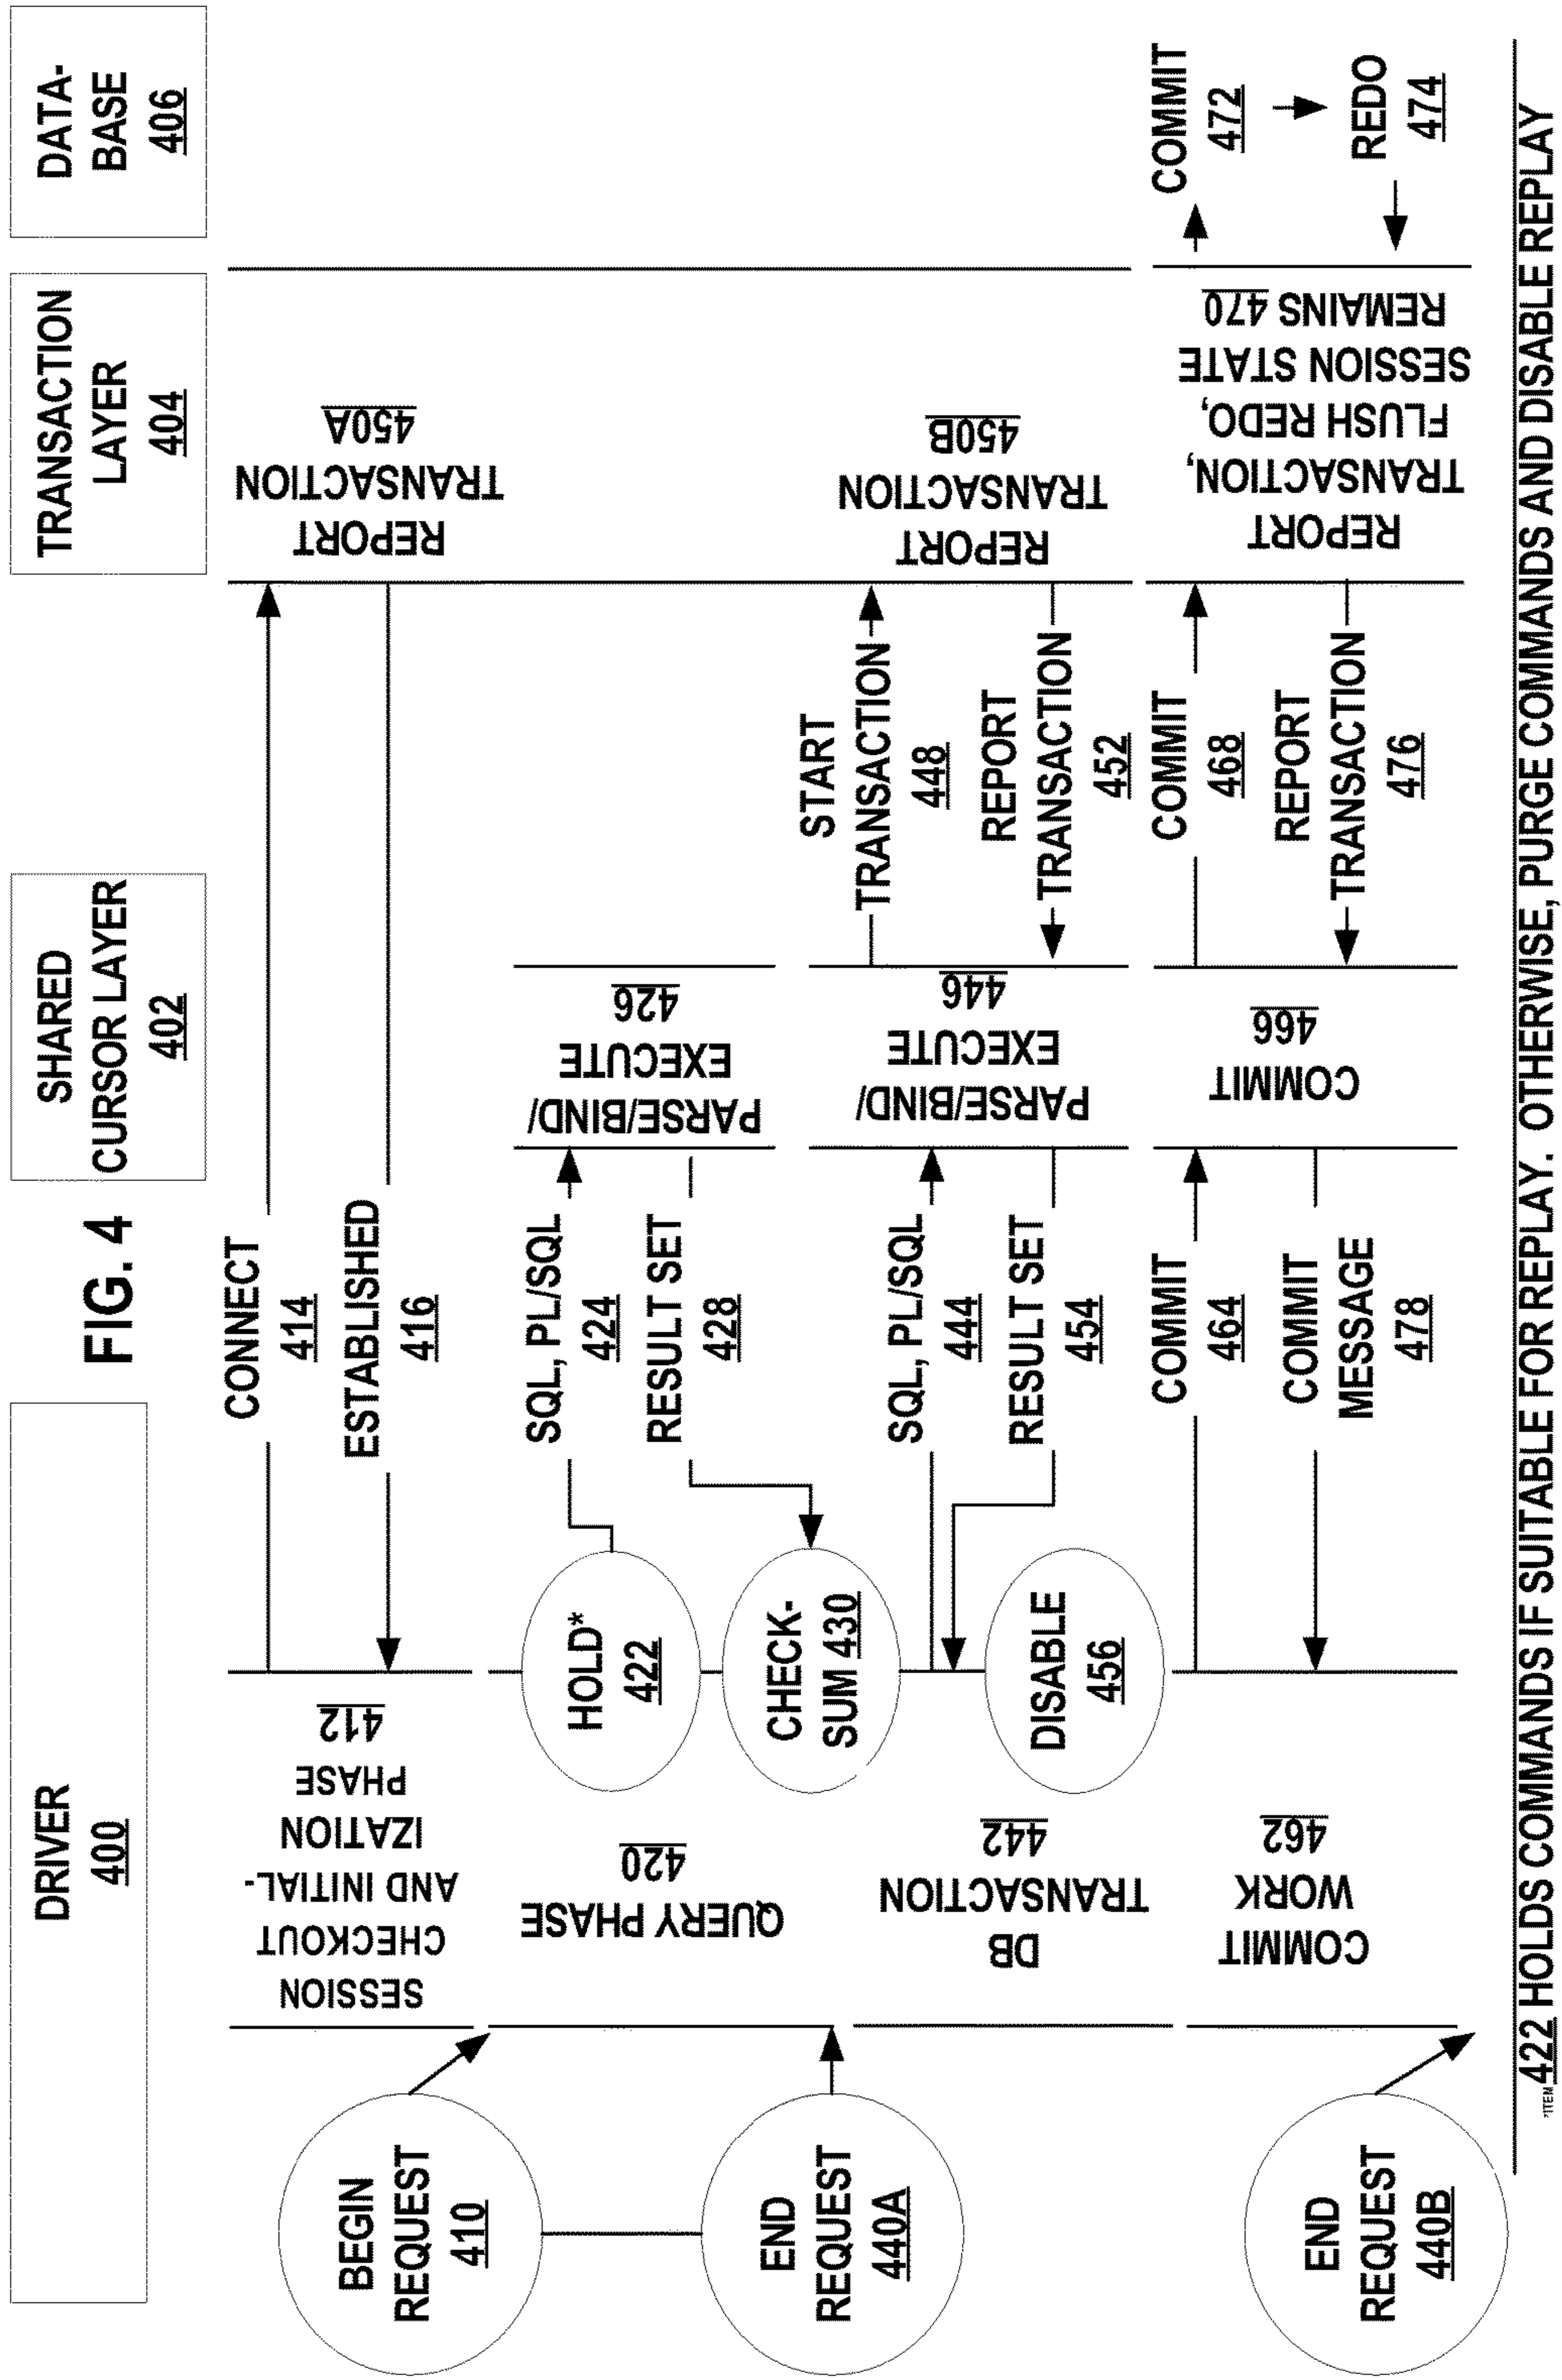 FIG. 4
DRIVER
400
SHARED
CURSOR LAYER
402
TRANSACTION
LAYER
404
DATA-
BASE
406
BEGIN
REQUEST
410
SESSION
CHECKOUT
AND INITIAL-
IZATION
PHASE
412
CONNECT
414
ESTABLISHED
416
REPORT
TRANSACTION
450A
END
REQUEST
440A
QUERY PHASE
420
HOLD*
422
SQL, PL/SQL
424
RESULT SET
428
CHECK-
SUM 430
PARSE/BIND/
EXECUTE
426
DB
TRANSACTION
442
SQL, PL/SQL
444
RESULT SET
454
DISABLE
456
PARSE/BIND/
EXECUTE
446
START
TRANSACTION
448
REPORT
TRANSACTION
452
REPORT
TRANSACTION
450B
END
REQUEST
440B
COMMIT
WORK
462
COMMIT
464
COMMIT
MESSAGE
478
COMMIT
466
COMMIT
468
REPORT
TRANSACTION
476
REPORT
TRANSACTION,
FLUSH REDO,
SESSION STATE
REMAINS 470
COMMIT
472
REDO
474
*ITEM 422 HOLDS COMMANDS IF SUITABLE FOR REPLAY. OTHERWISE, PURGE COMMANDS AND DISABLE REPLAY